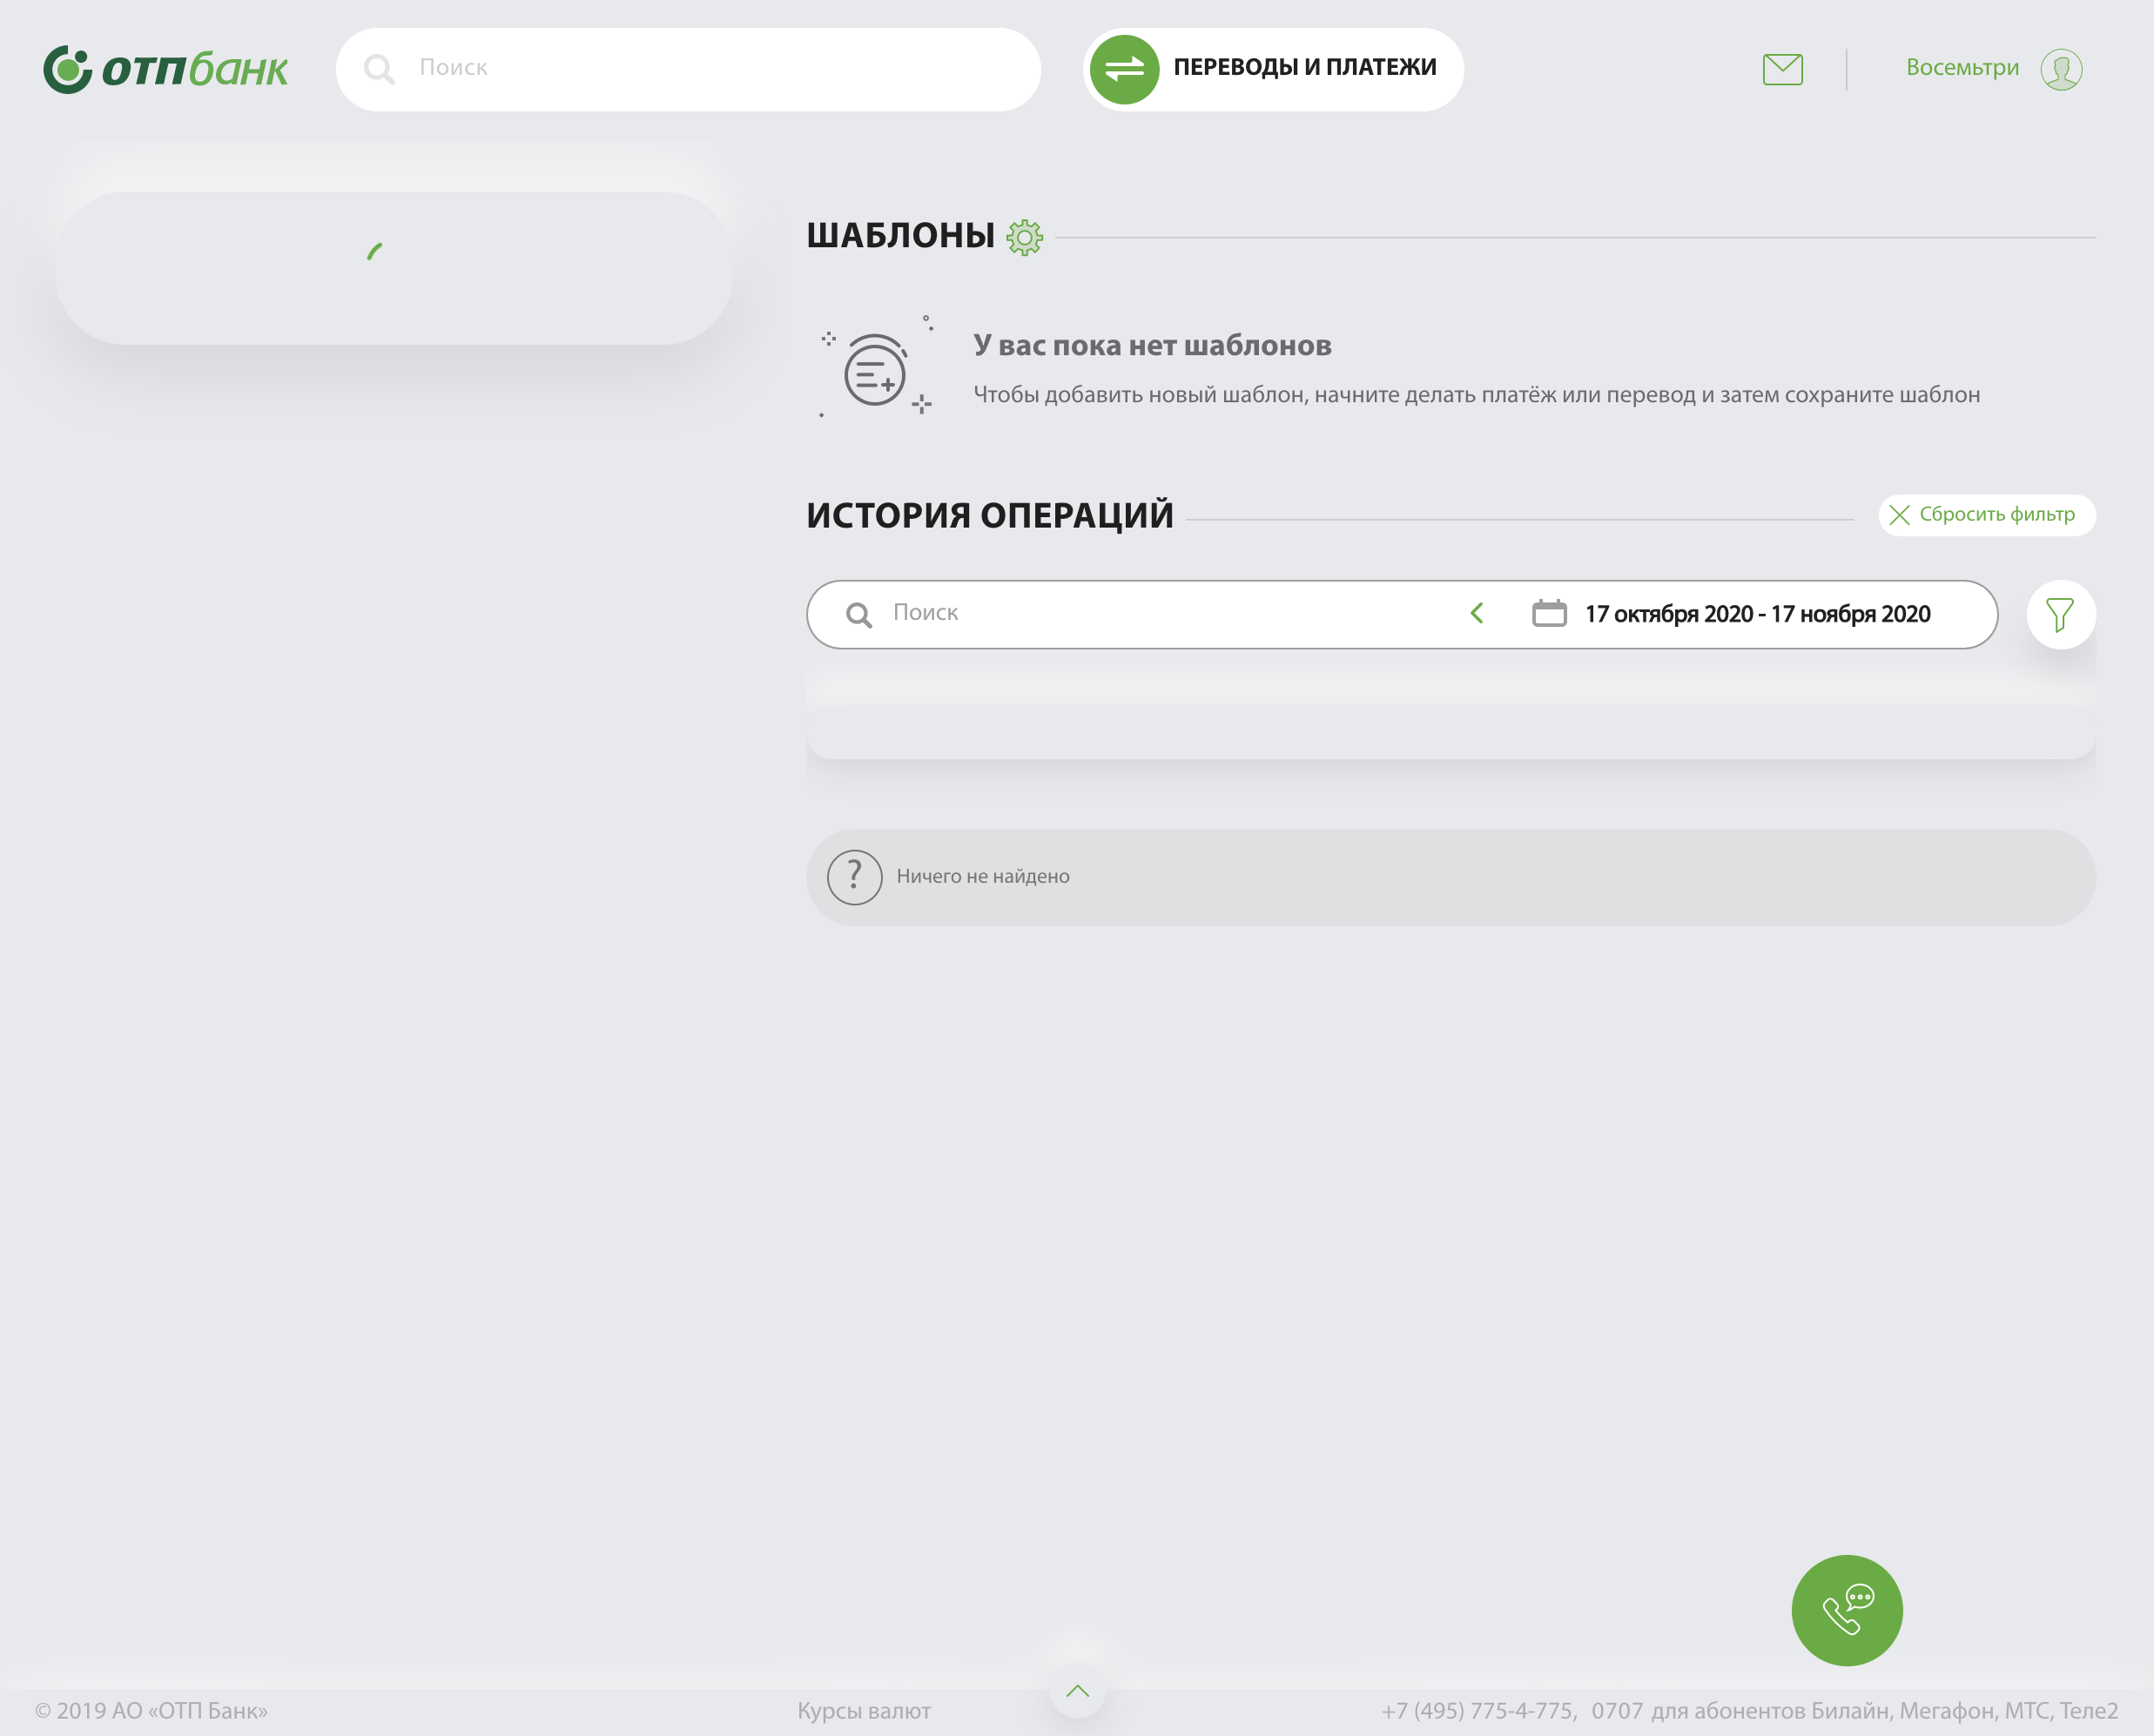 отпбанк
Поиск
ПЕРЕВОДЫ И ПЛАТЕЖИ
Восемьтри
ШАБЛОНЫ
У вас пока нет шаблонов
Чтобы добавить новый шаблон, начните делать платёж или перевод и затем сохраните шаблон
ИСТОРИЯ ОПЕРАЦИЙ
Сбросить фильтр
Поиск
17 октября 2020 - 17 ноября 2020
? Ничего не найдено
© 2019 АО «ОТП Банк»
Курсы валют
+7 (495) 775-4-775, 0707 для абонентов Билайн, Мегафон, МТС, Теле2